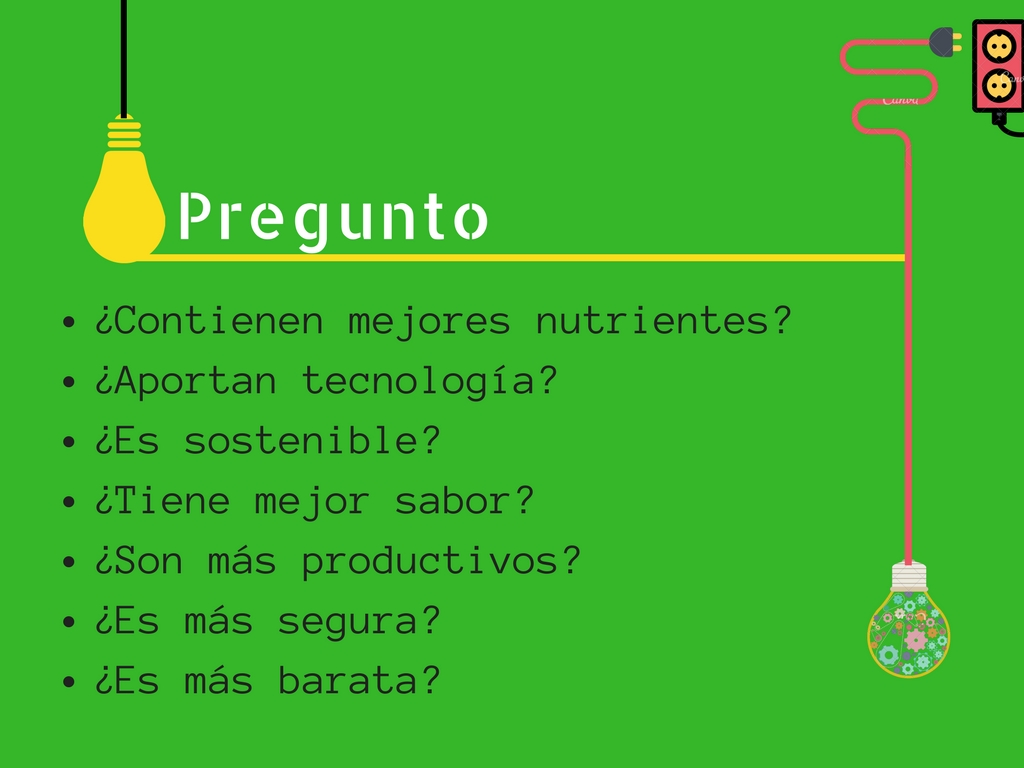 Pregunto
Canva
• ¿Contienen mejores nutrientes?
• ¿Aportan tecnología?
• ¿Es sostenible?
• ¿Tiene mejor sabor?
• ¿Son más productivos?
• ¿Es más segura?
• ¿Es más barata?